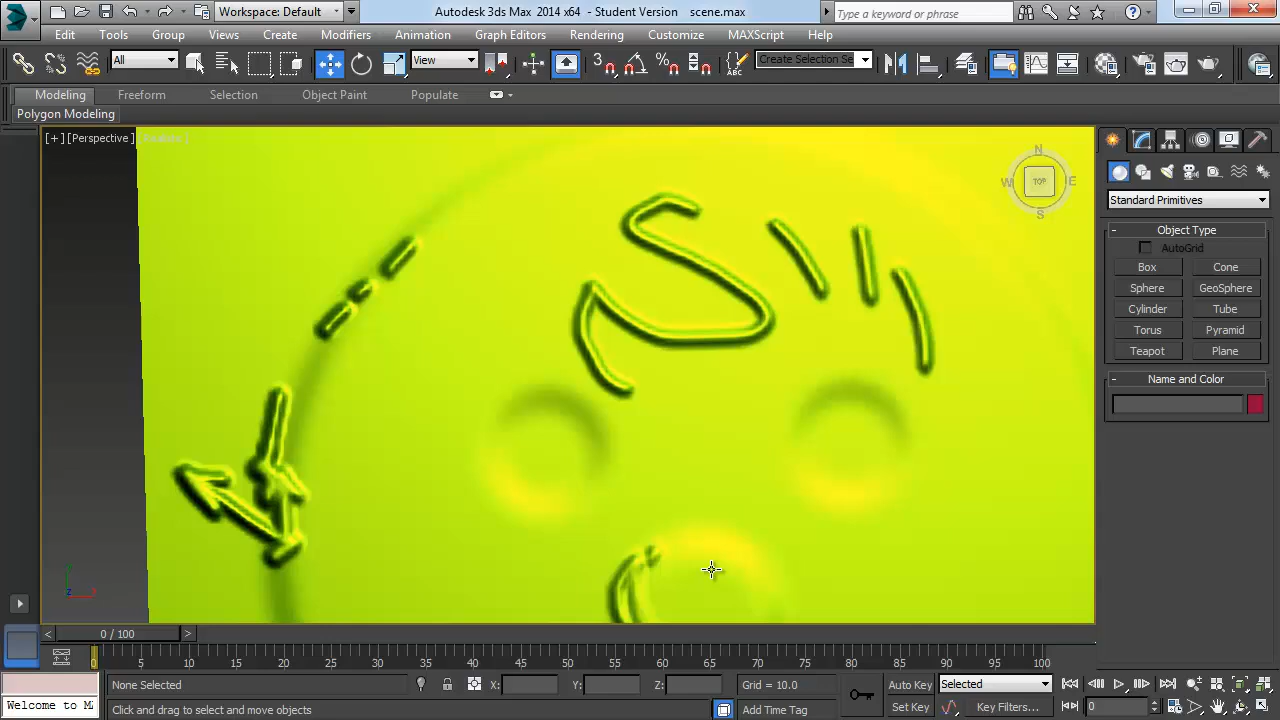 Workspace: Default
Autodesk 3ds Max 2014 x64 - Student Version scene.max
Type a keyword or phrase
Edit Tools Group Views Create Modifiers Animation Graph Editors Rendering Customize MAXScript Help
All View Create Selection Se
Modeling Freeform Selection Object Paint Populate
Polygon Modeling
[+] [Perspective] [Realistic]
TOP
N
W E
S
Standard Primitives
- Object Type
AutoGrid
Box Cone
Sphere GeoSphere
Cylinder Tube
Torus Pyramid
Teapot Plane
- Name and Color
< 0 / 100 >
0 5 10 15 20 25 30 35 40 45 50 55 60 65 70 75 80 85 90 95 100
None Selected X: Y: Z: Grid = 10.0 Auto Key Selected
Welcome to MA Click and drag to select and move objects Add Time Tag Set Key Key Filters... 0